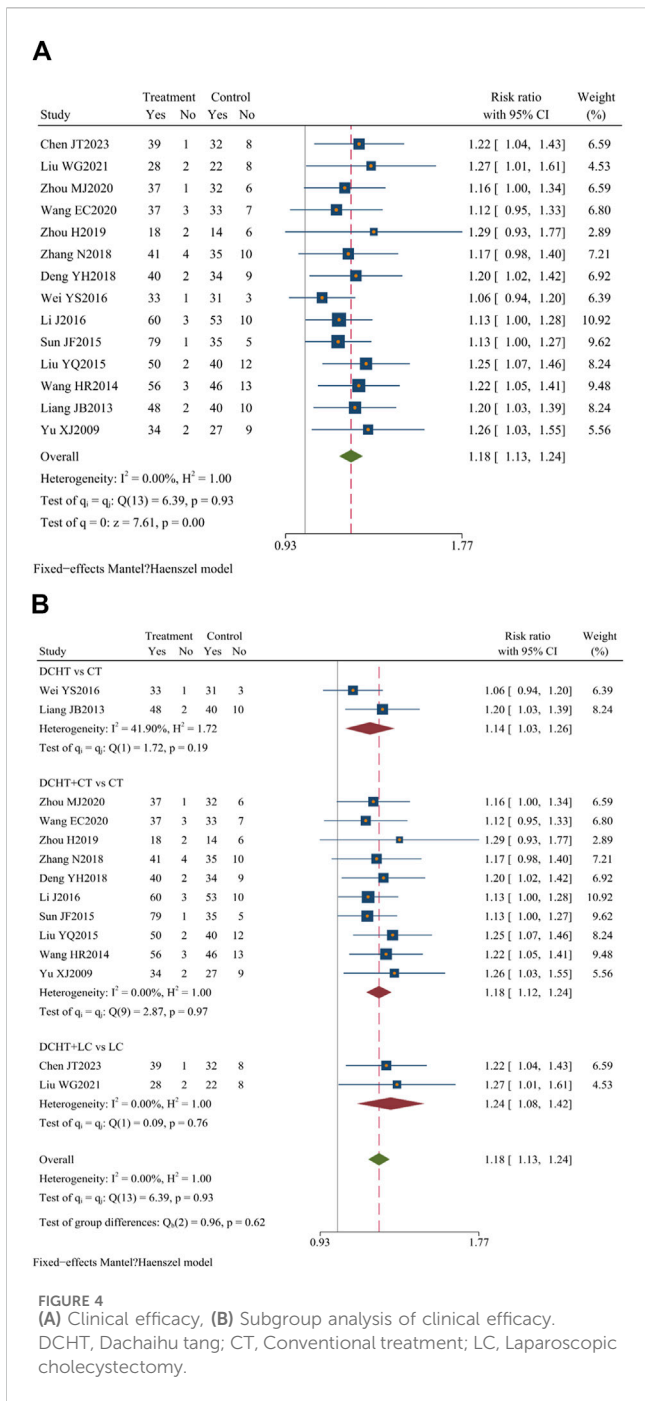 A
Treatment Control Risk ratio Weight
Study Yes No Yes No with 95% CI (%)
Chen JT2023 39 1 32 8 1.22 [ 1.04, 1.43] 6.59
Liu WG2021 28 2 22 8 1.27 [ 1.01, 1.61] 4.53
Zhou MJ2020 37 1 32 6 1.16 [ 1.00, 1.34] 6.59
Wang EC2020 37 3 33 7 1.12 [ 0.95, 1.33] 6.80
Zhou H2019 18 2 14 6 1.29 [ 0.93, 1.77] 2.89
Zhang N2018 41 4 35 10 1.17 [ 0.98, 1.40] 7.21
Deng YH2018 40 2 34 9 1.20 [ 1.02, 1.42] 6.92
Wei YS2016 33 1 31 3 1.06 [ 0.94, 1.20] 6.39
Li J2016 60 3 53 10 1.13 [ 1.00, 1.28] 10.92
Sun JF2015 79 1 35 5 1.13 [ 1.00, 1.27] 9.62
Liu YQ2015 50 2 40 12 1.25 [ 1.07, 1.46] 8.24
Wang HR2014 56 3 46 13 1.22 [ 1.05, 1.41] 9.48
Liang JB2013 48 2 40 10 1.20 [ 1.03, 1.39] 8.24
Yu XJ2009 34 2 27 9 1.26 [ 1.03, 1.55] 5.56
Overall 1.18 [ 1.13, 1.24]
Heterogeneity: I² = 0.00%, H² = 1.00
Test of qᵢ = qⱼ: Q(13) = 6.39, p = 0.93
Test of q = 0: z = 7.61, p = 0.00
0.93 1.77
Fixed−effects Mantel?Haenszel model
B
Treatment Control Risk ratio Weight
Study Yes No Yes No with 95% CI (%)
DCHT vs CT
Wei YS2016 33 1 31 3 1.06 [ 0.94, 1.20] 6.39
Liang JB2013 48 2 40 10 1.20 [ 1.03, 1.39] 8.24
Heterogeneity: I² = 41.90%, H² = 1.72 1.14 [ 1.03, 1.26]
Test of qᵢ = qⱼ: Q(1) = 1.72, p = 0.19
DCHT+CT vs CT
Zhou MJ2020 37 1 32 6 1.16 [ 1.00, 1.34] 6.59
Wang EC2020 37 3 33 7 1.12 [ 0.95, 1.33] 6.80
Zhou H2019 18 2 14 6 1.29 [ 0.93, 1.77] 2.89
Zhang N2018 41 4 35 10 1.17 [ 0.98, 1.40] 7.21
Deng YH2018 40 2 34 9 1.20 [ 1.02, 1.42] 6.92
Li J2016 60 3 53 10 1.13 [ 1.00, 1.28] 10.92
Sun JF2015 79 1 35 5 1.13 [ 1.00, 1.27] 9.62
Liu YQ2015 50 2 40 12 1.25 [ 1.07, 1.46] 8.24
Wang HR2014 56 3 46 13 1.22 [ 1.05, 1.41] 9.48
Yu XJ2009 34 2 27 9 1.26 [ 1.03, 1.55] 5.56
Heterogeneity: I² = 0.00%, H² = 1.00 1.18 [ 1.12, 1.24]
Test of qᵢ = qⱼ: Q(9) = 2.87, p = 0.97
DCHT+LC vs LC
Chen JT2023 39 1 32 8 1.22 [ 1.04, 1.43] 6.59
Liu WG2021 28 2 22 8 1.27 [ 1.01, 1.61] 4.53
Heterogeneity: I² = 0.00%, H² = 1.00 1.24 [ 1.08, 1.42]
Test of qᵢ = qⱼ: Q(1) = 0.09, p = 0.76
Overall 1.18 [ 1.13, 1.24]
Heterogeneity: I² = 0.00%, H² = 1.00
Test of qᵢ = qⱼ: Q(13) = 6.39, p = 0.93
Test of group differences: Q_b(2) = 0.96, p = 0.62
0.93 1.77
Fixed−effects Mantel?Haenszel model
FIGURE 4
(A) Clinical efficacy, (B) Subgroup analysis of clinical efficacy.
DCHT, Dachaihu tang; CT, Conventional treatment; LC, Laparoscopic
cholecystectomy.